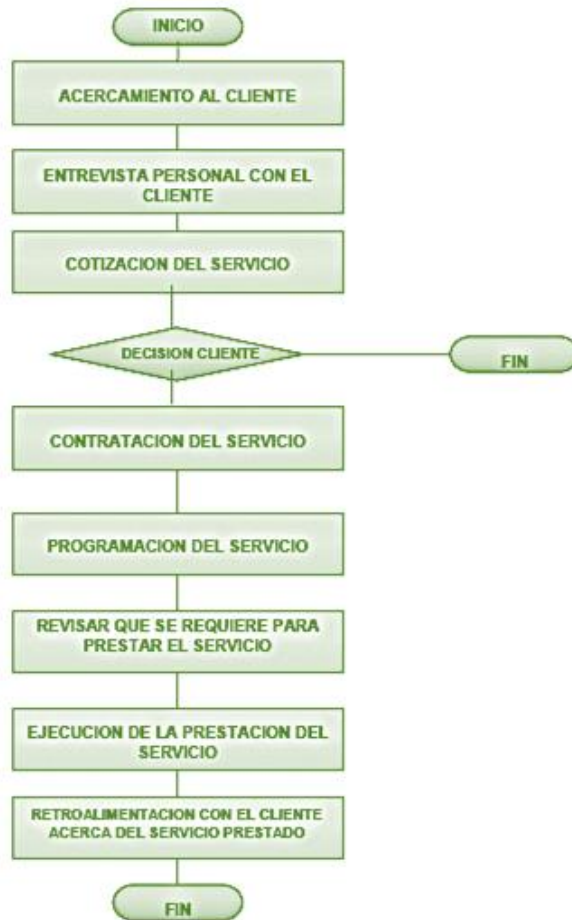 INICIO
ACERCAMIENTO AL CLIENTE
ENTREVISTA PERSONAL CON EL
CLIENTE
COTIZACION DEL SERVICIO
DECISION CLIENTE
FIN
CONTRATACION DEL SERVICIO
PROGRAMACION DEL SERVICIO
REVISAR QUE SE REQUIERE PARA
PRESTAR EL SERVICIO
EJECUCION DE LA PRESTACION DEL
SERVICIO
RETROALIMENTACION CON EL CLIENTE
ACERCA DEL SERVICIO PRESTADO
FIN